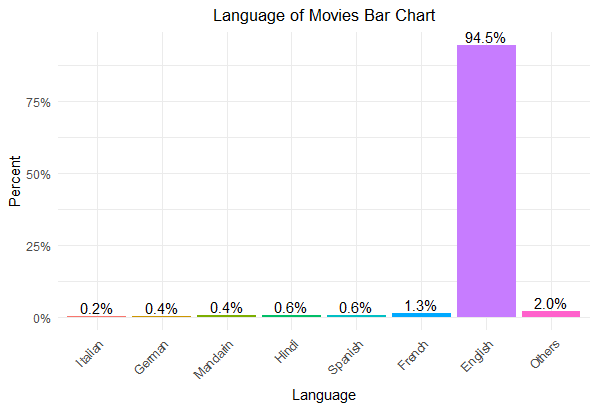 Language of Movies Bar Chart
94.5%
75%
50%
25%
0%
0.2%
0.4%
0.4%
0.6%
0.6%
1.3%
2.0%
Percent
Italian
German
Mandarin
Hindi
Spanish
French
English
Others
Language